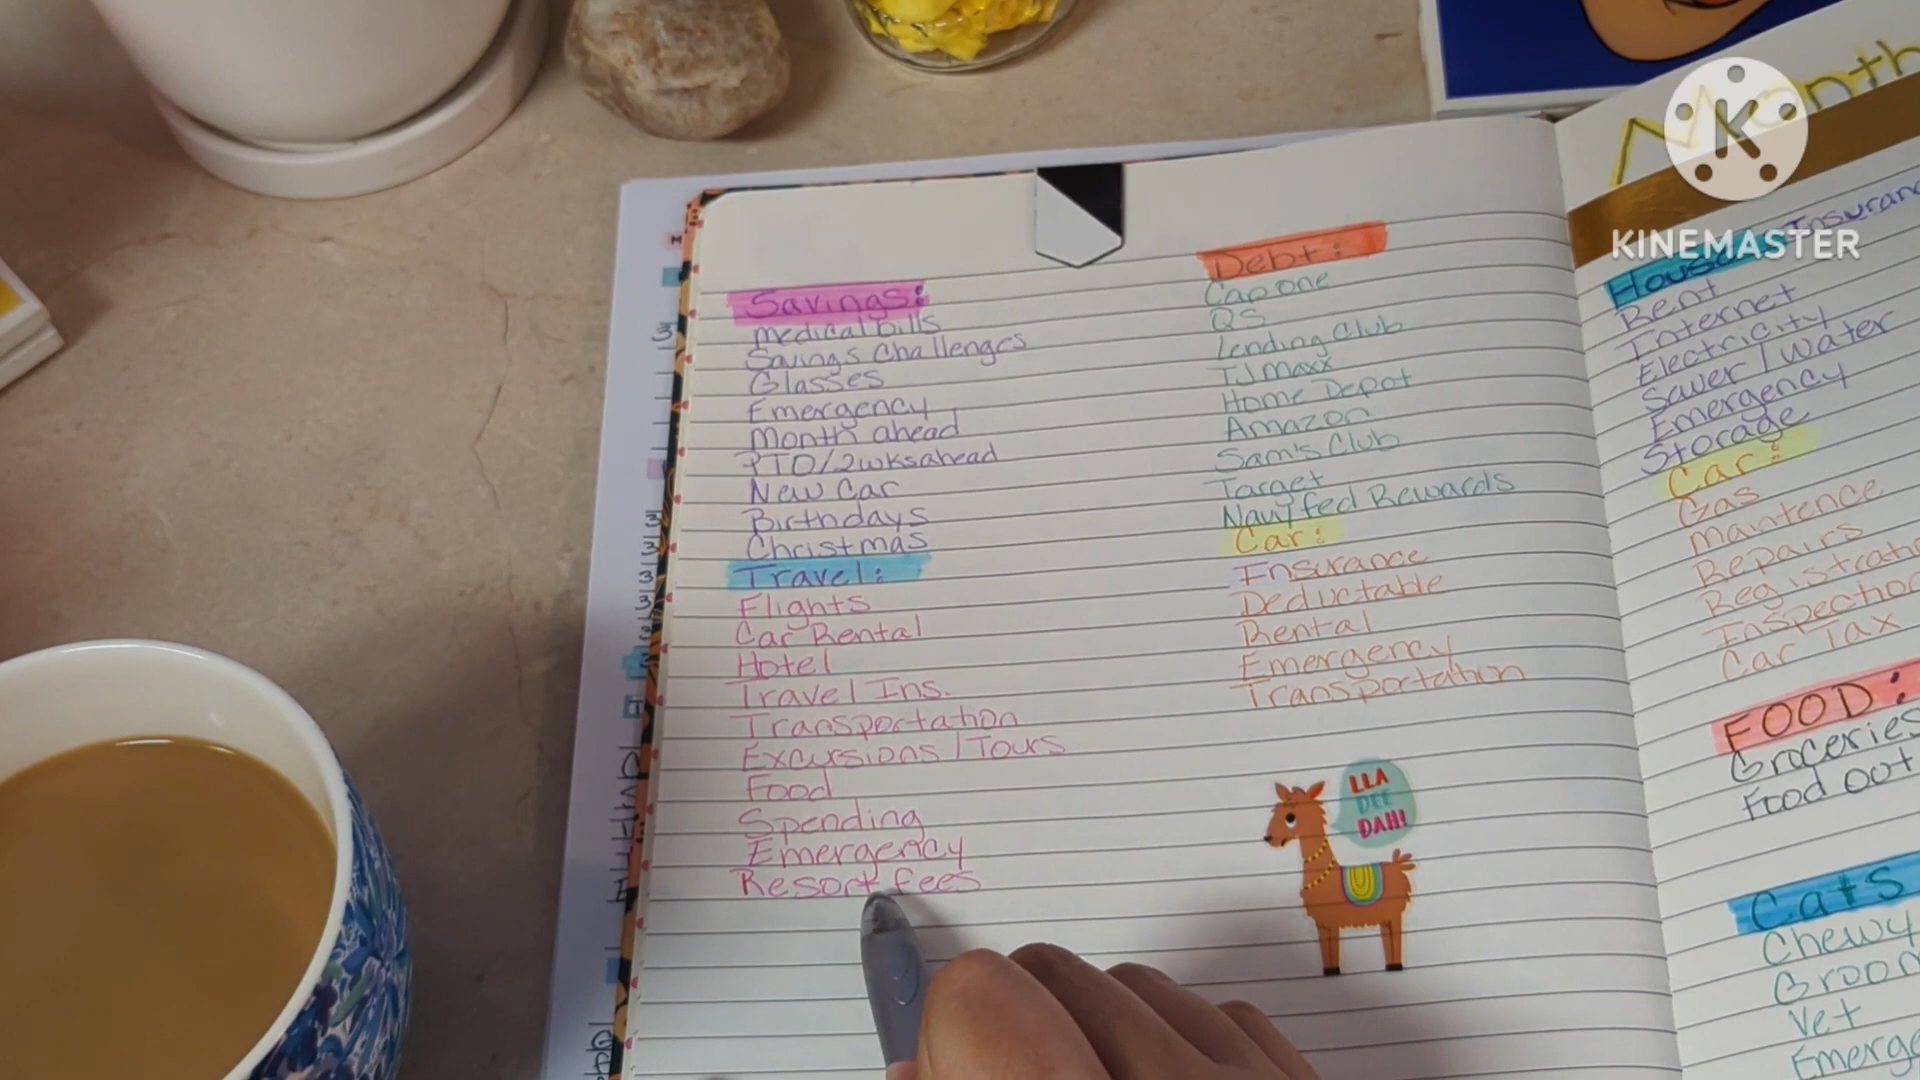 Savings:
Medical bills
Savings Challenges
Glasses
Emergency
Month ahead
PTO/2wksahead
New Car
Birthdays
Christmas
Travel:
Flights
Car Rental
Hotel
Travel Ins.
Transportation
Excursions/Tours
Food
Spending
Emergency
Resort fees
Debt:
Cap one
QS
Lending Club
TJ Maxx
Home Depot
Amazon
Sam's Club
Target
Navy fed Rewards
Car:
Insurance
Deductable
Rental
Emergency
Transportation
LLA
DEE
DAH!
KINEMASTER
Rent
Internet
Electricity
Sewer/Water
Emergency
Storage
Car:
Gas
Maintence
Repairs
Inspection
Car Tax
FOOD:
Groceries
Food out
Cats
Chewy
Vet